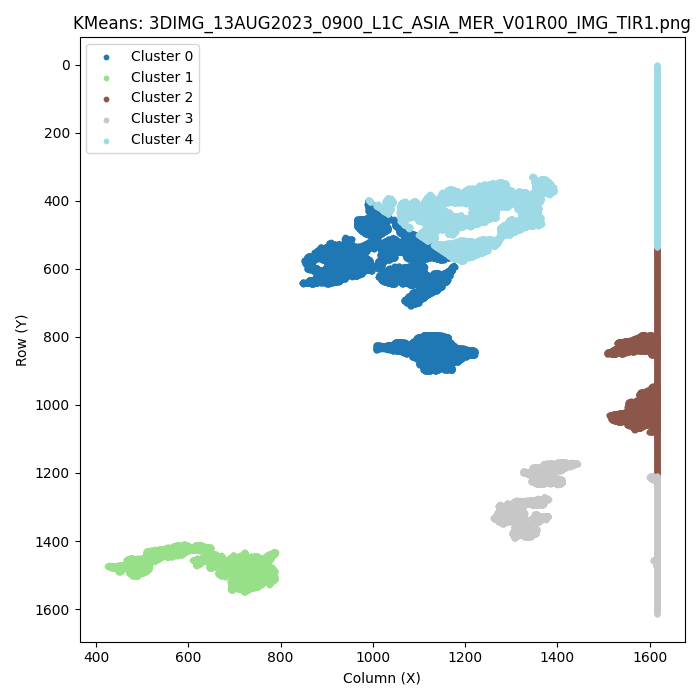 KMeans: 3DIMG_13AUG2023_0900_L1C_ASIA_MER_V01R00_IMG_TIR1.png
Cluster 0
Cluster 1
Cluster 2
Cluster 3
Cluster 4
Row (Y)
0
200
400
600
800
1000
1200
1400
1600
400
600
800
1000
1200
1400
1600
Column (X)